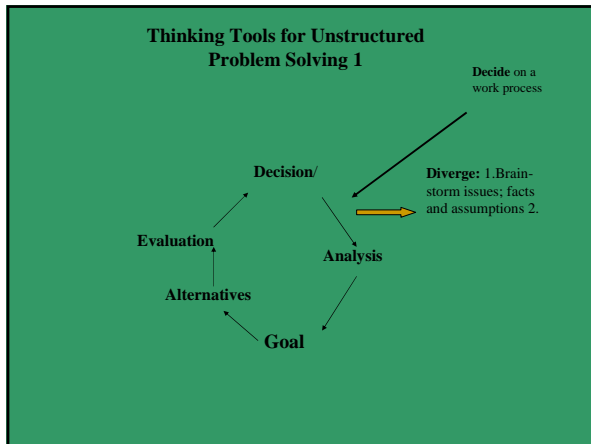 Thinking Tools for Unstructured
Problem Solving 1
Decide on a
work process
Decision/
Diverge: 1.Brain-
storm issues; facts
and assumptions 2.
Evaluation
Analysis
Alternatives
Goal